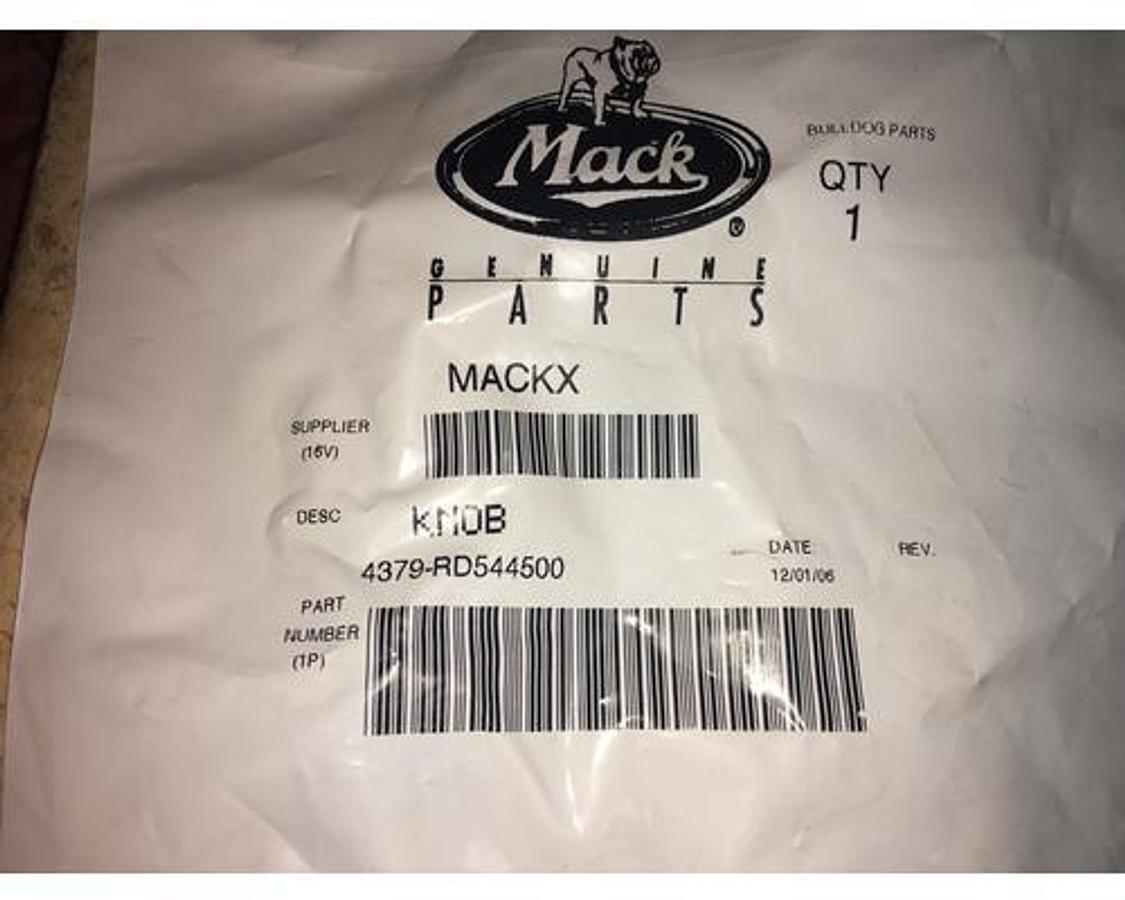 Mack
®
GENUINE
PARTS
BULLDOG PARTS
QTY
1
MACKX
SUPPLIER
(16V)
DESC
KNOB
4379-RD544500
DATE
12/01/06
REV.
PART
NUMBER
(1P)